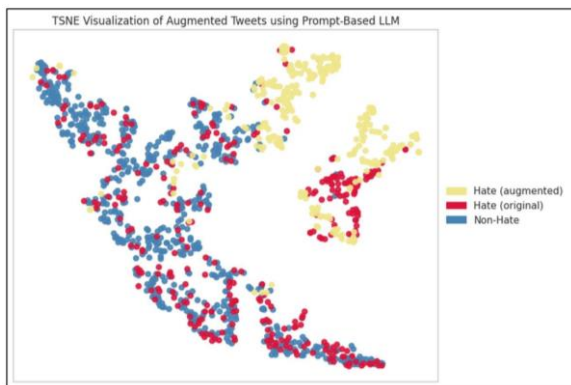 TSNE Visualization of Augmented Tweets using Prompt-Based LLM
Hate (augmented)
Hate (original)
Non-Hate